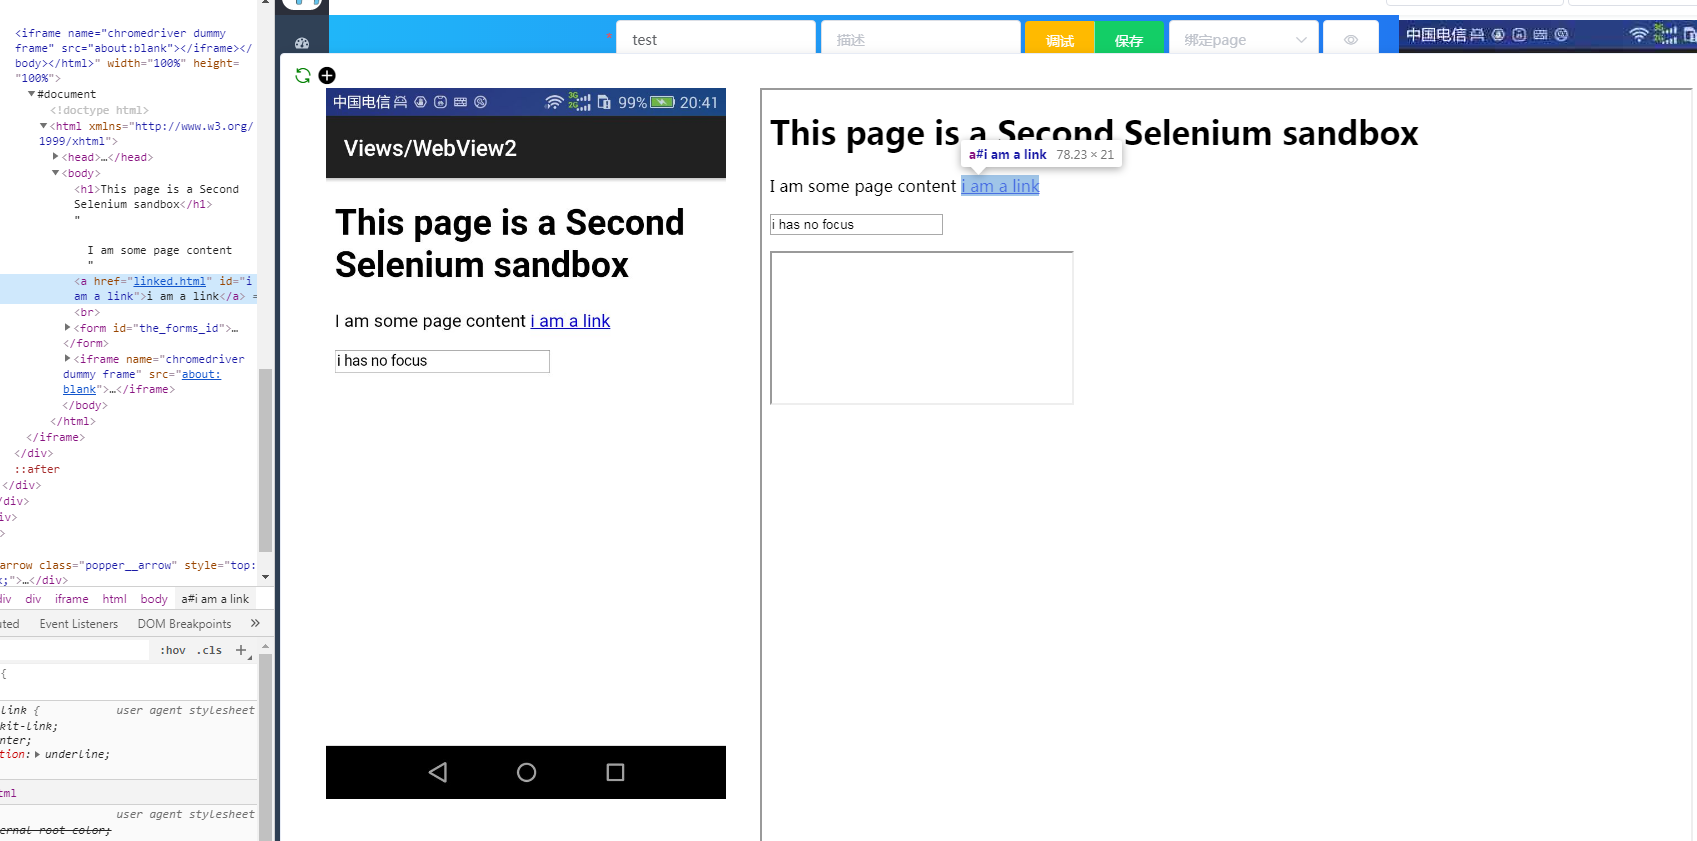 <iframe name="chromedriver dummy
frame" src="about:blank"></iframe></
body></html>" width="100%" height=
"100%">
#document
<!doctype html>
<html xmlns="http://www.w3.org/
1999/xhtml">
<head>…</head>
<body>
<h1>This page is a Second
Selenium sandbox</h1>
"
I am some page content
"
<a href="linked.html" id="i
am a link">i am a link</a> =
<br>
<form id="the_forms_id">…
</form>
<iframe name="chromedriver
dummy frame" src="about:
blank">…</iframe>
</body>
</html>
</iframe>
</div>
::after
</div>
/div>
iv>
>
arrow class="popper__arrow" style="top:
;">…</div>
div div iframe html body a#i am a link
uted Event Listeners DOM Breakpoints »
:hov .cls +
{
link { user agent stylesheet
kit-link;
nter;
tion: underline;
tml
user agent stylesheet
ernal root color;
* test 描述 调试 保存 绑定page
中国电信
3G
2G
中国电信 3G 2G 99% 20:41
Views/WebView2
This page is a Second
Selenium sandbox
I am some page content i am a link
i has no focus
This page is a Second Selenium sandbox
a#i am a link 78.23 × 21
I am some page content i am a link
i has no focus